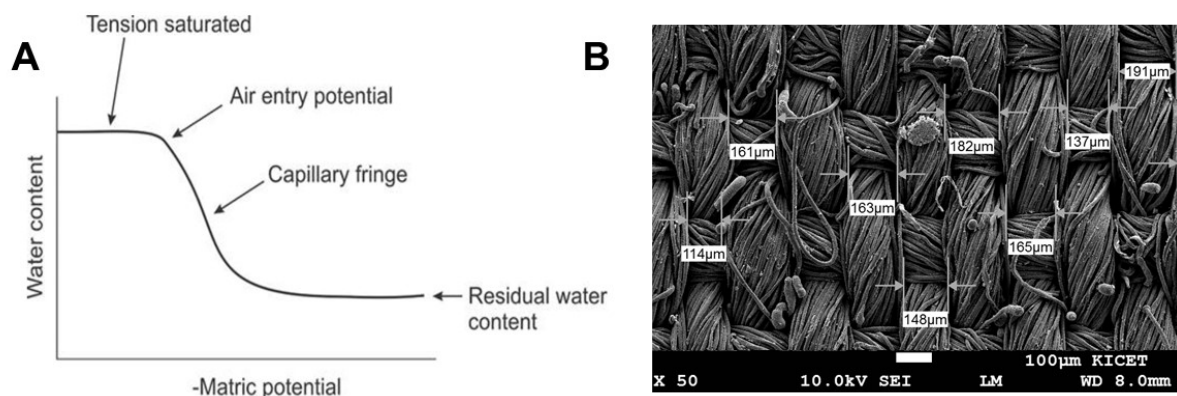 A
Tension saturated
Air entry potential
Capillary fringe
Water content
Residual water
content
-Matric potential
B
191µm
161µm
182µm
137µm
163µm
114µm
165µm
148µm
100µm KICET
X 50 10.0kV SEI LM WD 8.0mm